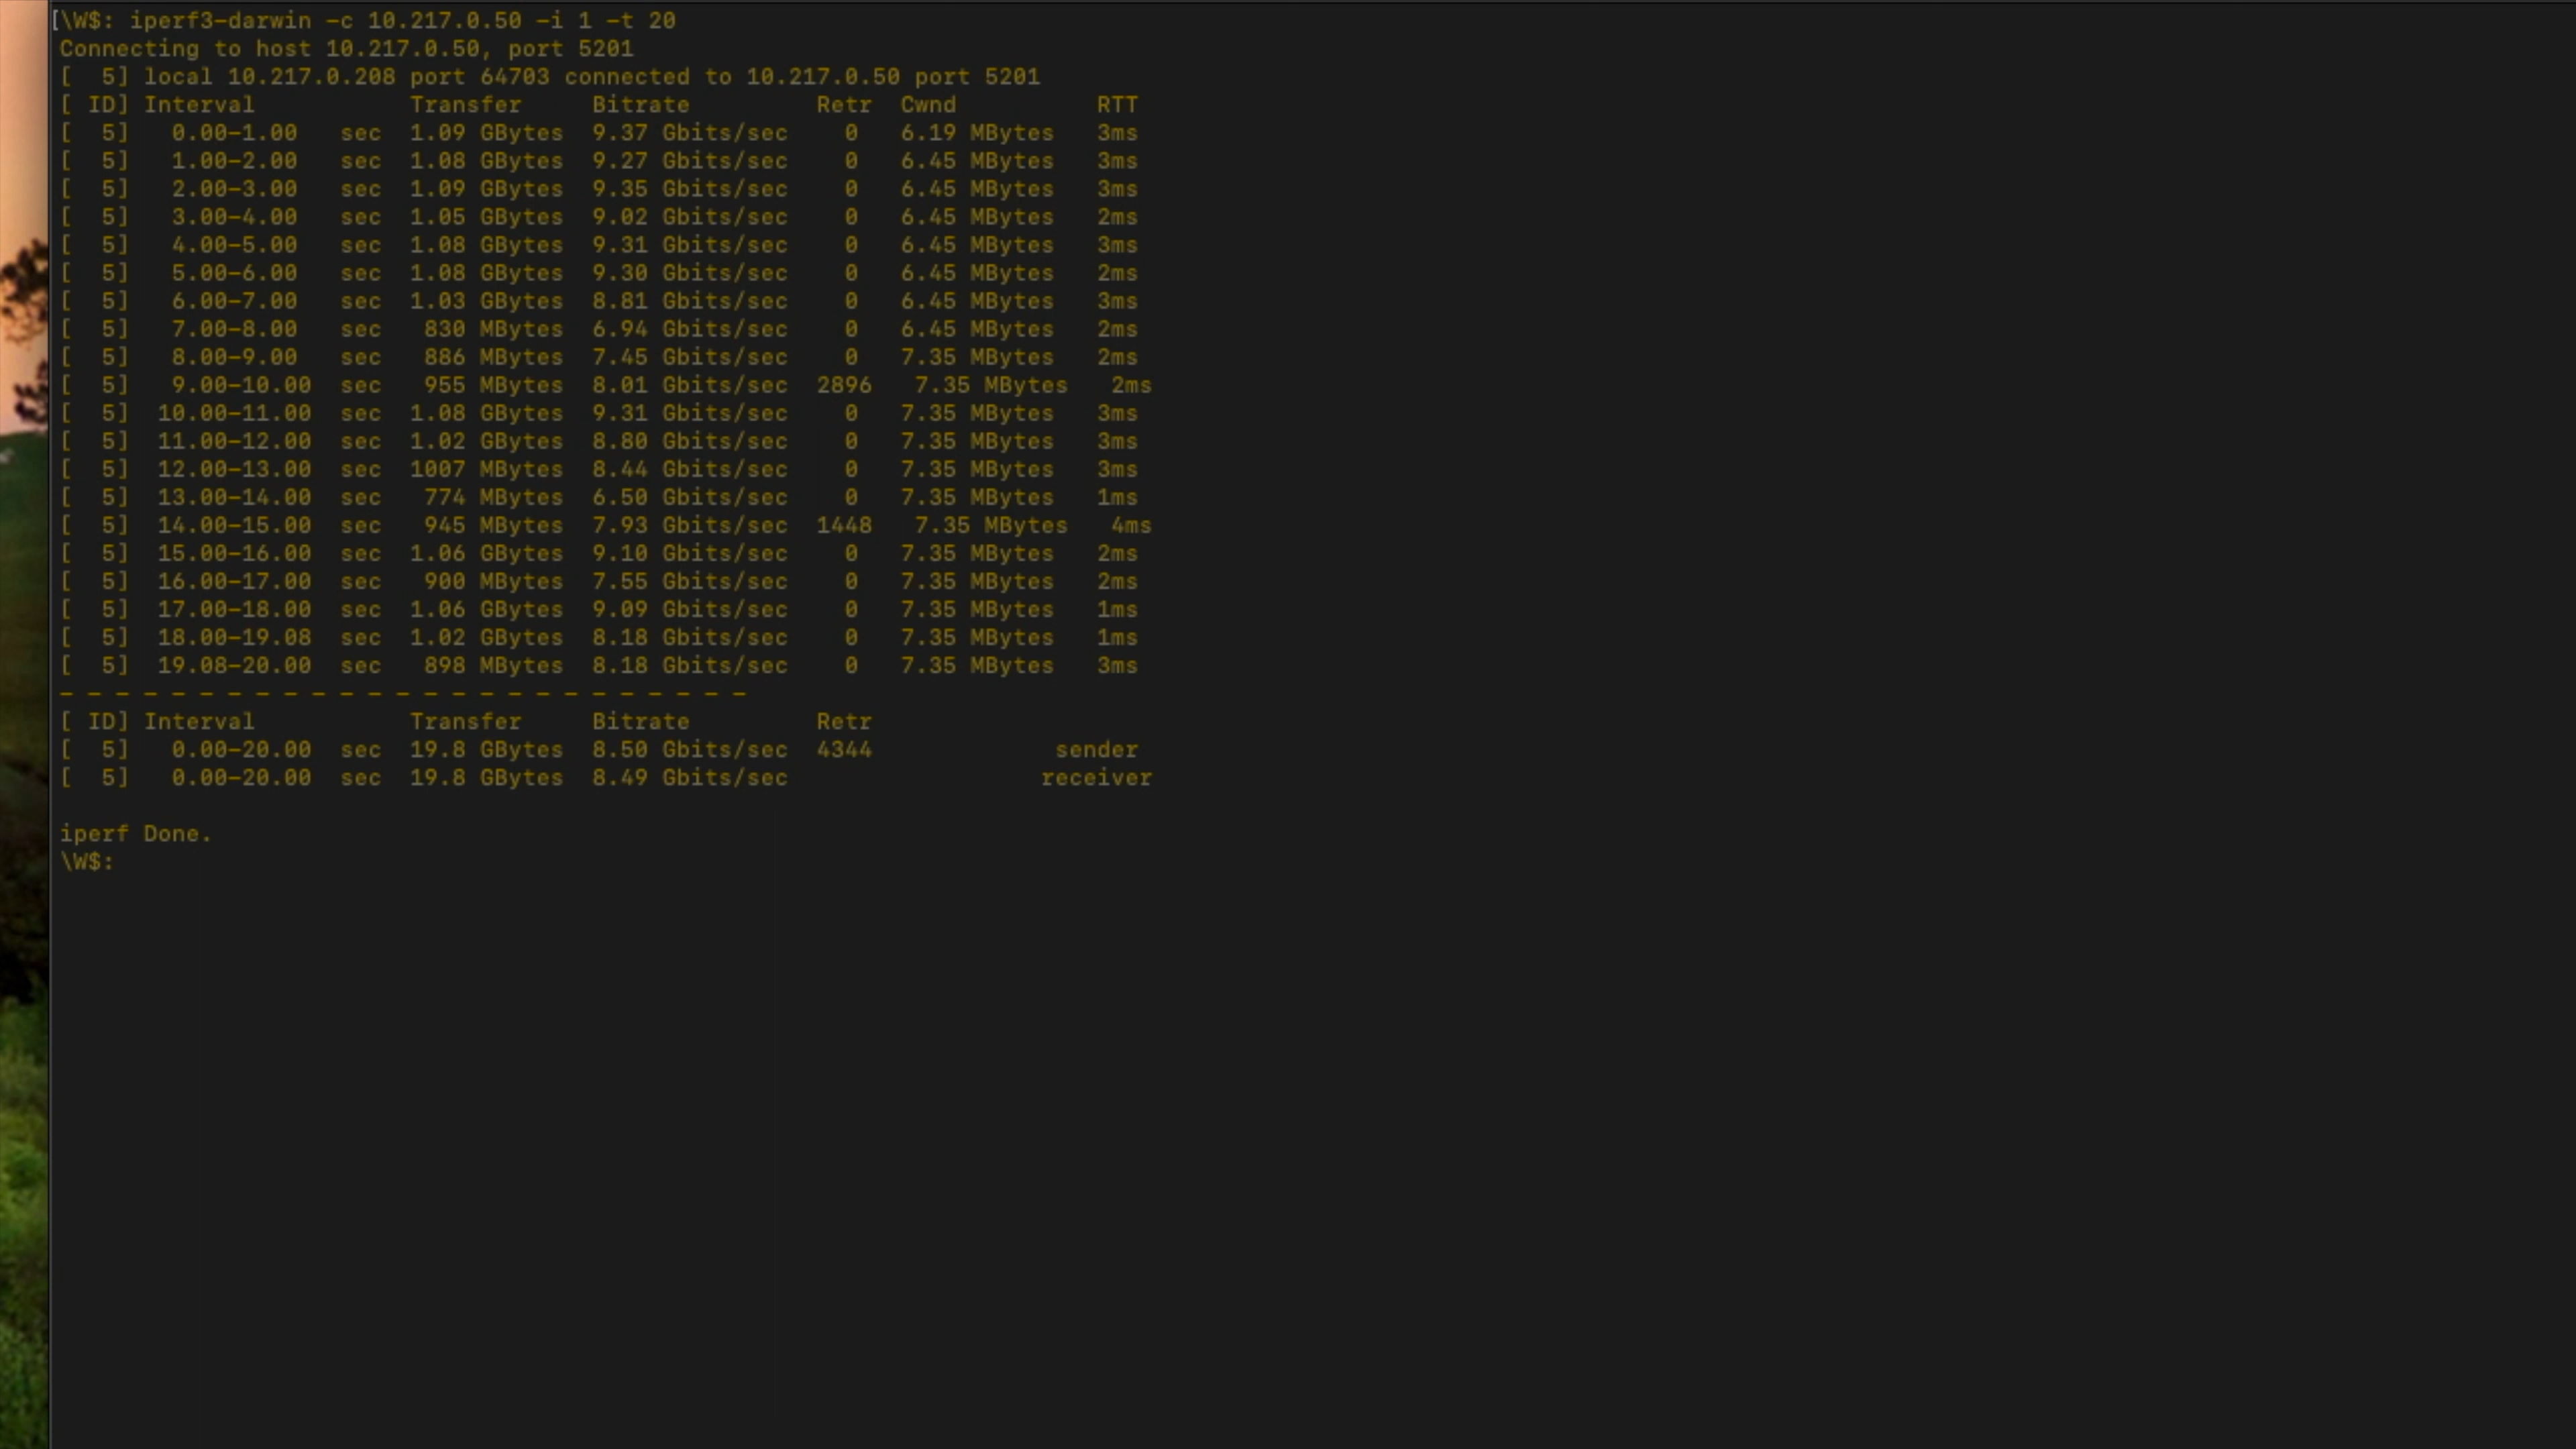 [\W$: iperf3-darwin -c 10.217.0.50 -i 1 -t 20
Connecting to host 10.217.0.50, port 5201
[  5] local 10.217.0.208 port 64703 connected to 10.217.0.50 port 5201
[ ID] Interval           Transfer     Bitrate         Retr  Cwnd          RTT
[  5]   0.00-1.00   sec  1.09 GBytes  9.37 Gbits/sec    0   6.19 MBytes   3ms
[  5]   1.00-2.00   sec  1.08 GBytes  9.27 Gbits/sec    0   6.45 MBytes   3ms
[  5]   2.00-3.00   sec  1.09 GBytes  9.35 Gbits/sec    0   6.45 MBytes   3ms
[  5]   3.00-4.00   sec  1.05 GBytes  9.02 Gbits/sec    0   6.45 MBytes   2ms
[  5]   4.00-5.00   sec  1.08 GBytes  9.31 Gbits/sec    0   6.45 MBytes   3ms
[  5]   5.00-6.00   sec  1.08 GBytes  9.30 Gbits/sec    0   6.45 MBytes   2ms
[  5]   6.00-7.00   sec  1.03 GBytes  8.81 Gbits/sec    0   6.45 MBytes   3ms
[  5]   7.00-8.00   sec   830 MBytes  6.94 Gbits/sec    0   6.45 MBytes   2ms
[  5]   8.00-9.00   sec   886 MBytes  7.45 Gbits/sec    0   7.35 MBytes   2ms
[  5]   9.00-10.00  sec   955 MBytes  8.01 Gbits/sec  2896   7.35 MBytes   2ms
[  5]  10.00-11.00  sec  1.08 GBytes  9.31 Gbits/sec    0   7.35 MBytes   3ms
[  5]  11.00-12.00  sec  1.02 GBytes  8.80 Gbits/sec    0   7.35 MBytes   3ms
[  5]  12.00-13.00  sec  1007 MBytes  8.44 Gbits/sec    0   7.35 MBytes   3ms
[  5]  13.00-14.00  sec   774 MBytes  6.50 Gbits/sec    0   7.35 MBytes   1ms
[  5]  14.00-15.00  sec   945 MBytes  7.93 Gbits/sec  1448   7.35 MBytes   4ms
[  5]  15.00-16.00  sec  1.06 GBytes  9.10 Gbits/sec    0   7.35 MBytes   2ms
[  5]  16.00-17.00  sec   900 MBytes  7.55 Gbits/sec    0   7.35 MBytes   2ms
[  5]  17.00-18.00  sec  1.06 GBytes  9.09 Gbits/sec    0   7.35 MBytes   1ms
[  5]  18.00-19.08  sec  1.02 GBytes  8.18 Gbits/sec    0   7.35 MBytes   1ms
[  5]  19.08-20.00  sec   898 MBytes  8.18 Gbits/sec    0   7.35 MBytes   3ms
- - - - - - - - - - - - - - - - - - - - - - - - -
[ ID] Interval           Transfer     Bitrate         Retr
[  5]   0.00-20.00  sec  19.8 GBytes  8.50 Gbits/sec  4344             sender
[  5]   0.00-20.00  sec  19.8 GBytes  8.49 Gbits/sec                  receiver
iperf Done.
\W$: